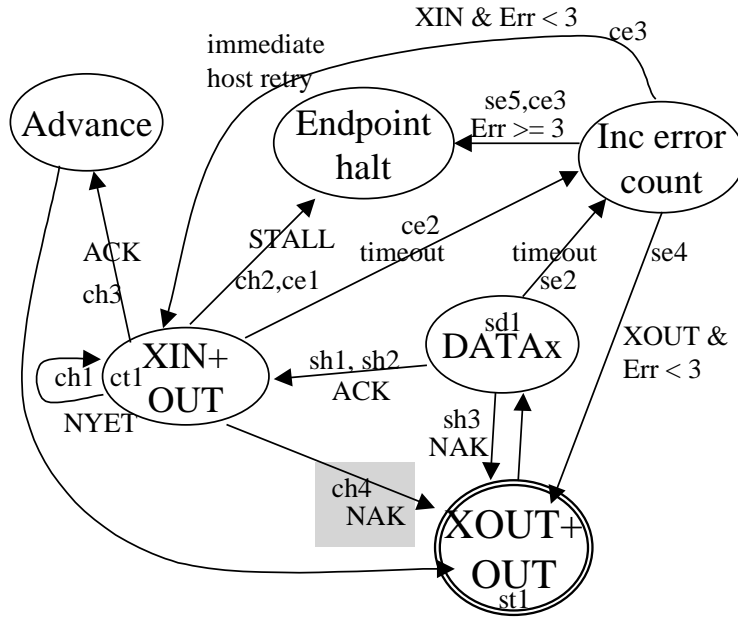 XIN & Err < 3
ce3
immediate
host retry
Advance
Endpoint
halt
se5,ce3
Err >= 3
Inc error
count
ACK
ch3
STALL
ch2,ce1
ce2
timeout
timeout
se2
se4
sd1
DATAx
XOUT &
Err < 3
ch1
ct1
XIN+
OUT
NYET
sh1, sh2
ACK
sh3
NAK
ch4
NAK
XOUT+
OUT
st1